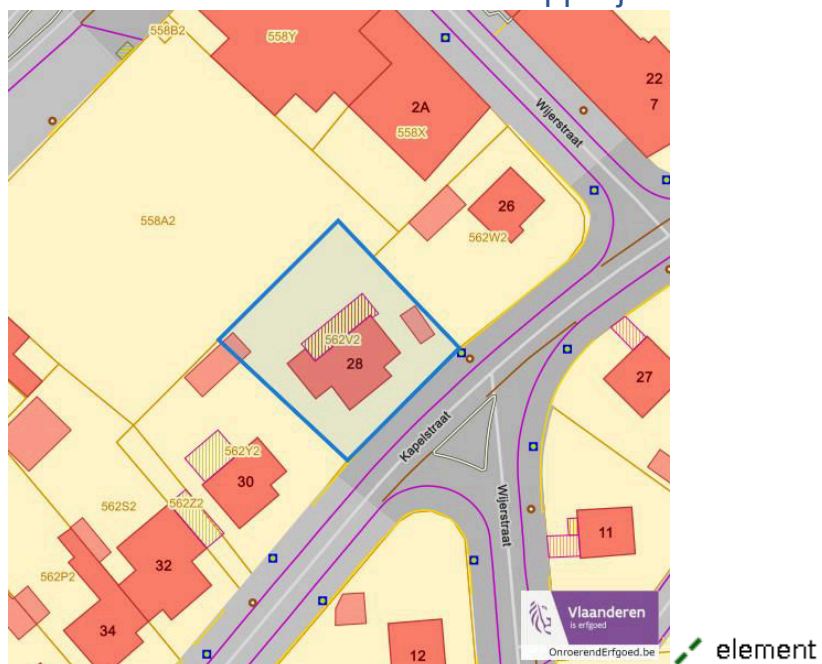 558B2
558Y
22
7
2A
558X
Wijerstraat
26
558A2
562W2
562V2
28
27
Kapelstraat
562Y2
30
Wijerstraat
562S2
562Z2
11
32
562P2
34
12
Vlaanderen
is erfgoed
OnroerendErfgoed.be
element